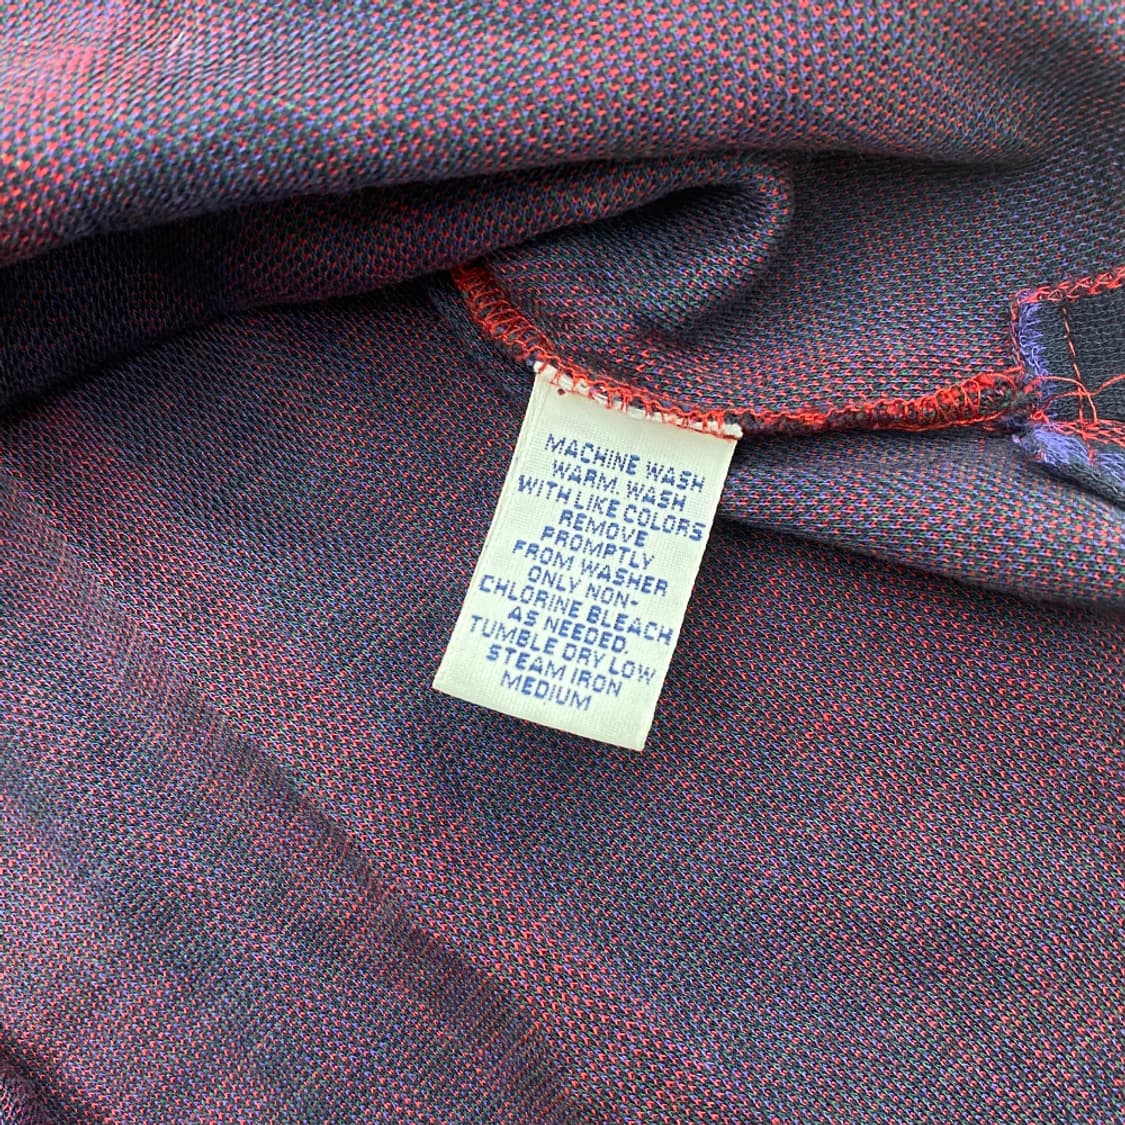 MACHINE WASH
WARM. WASH
WITH LIKE COLORS
REMOVE
PROMPTLY
FROM WASHER
ONLY NON-
CHLORINE BLEACH
AS NEEDED.
TUMBLE DRY LOW
STEAM IRON
MEDIUM